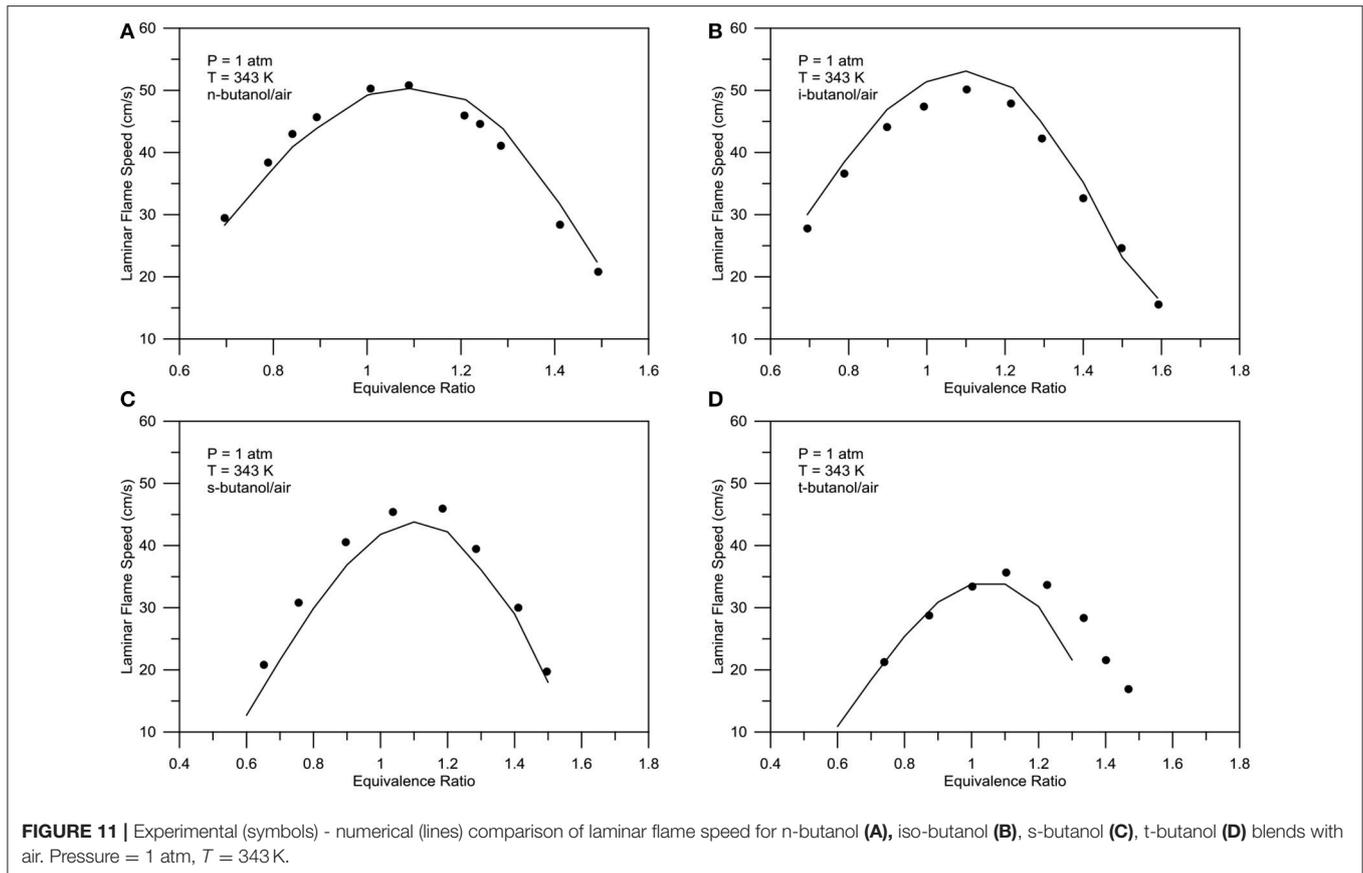 A
60
50
40
30
20
10
Laminar Flame Speed (cm/s)
P = 1 atm
T = 343 K
n-butanol/air
0.6
0.8
1
1.2
1.4
1.6
Equivalence Ratio
B
60
50
40
30
20
10
Laminar Flame Speed (cm/s)
P = 1 atm
T = 343 K
i-butanol/air
0.6
0.8
1
1.2
1.4
1.6
1.8
Equivalence Ratio
C
60
50
40
30
20
10
Laminar Flame Speed (cm/s)
P = 1 atm
T = 343 K
s-butanol/air
0.4
0.6
0.8
1
1.2
1.4
1.6
1.8
Equivalence Ratio
D
60
50
40
30
20
10
Laminar Flame Speed (cm/s)
P = 1 atm
T = 343 K
t-butanol/air
0.4
0.6
0.8
1
1.2
1.4
1.6
1.8
Equivalence Ratio
FIGURE 11 | Experimental (symbols) - numerical (lines) comparison of laminar flame speed for n-butanol (A), iso-butanol (B), s-butanol (C), t-butanol (D) blends with
air. Pressure = 1 atm, T = 343 K.